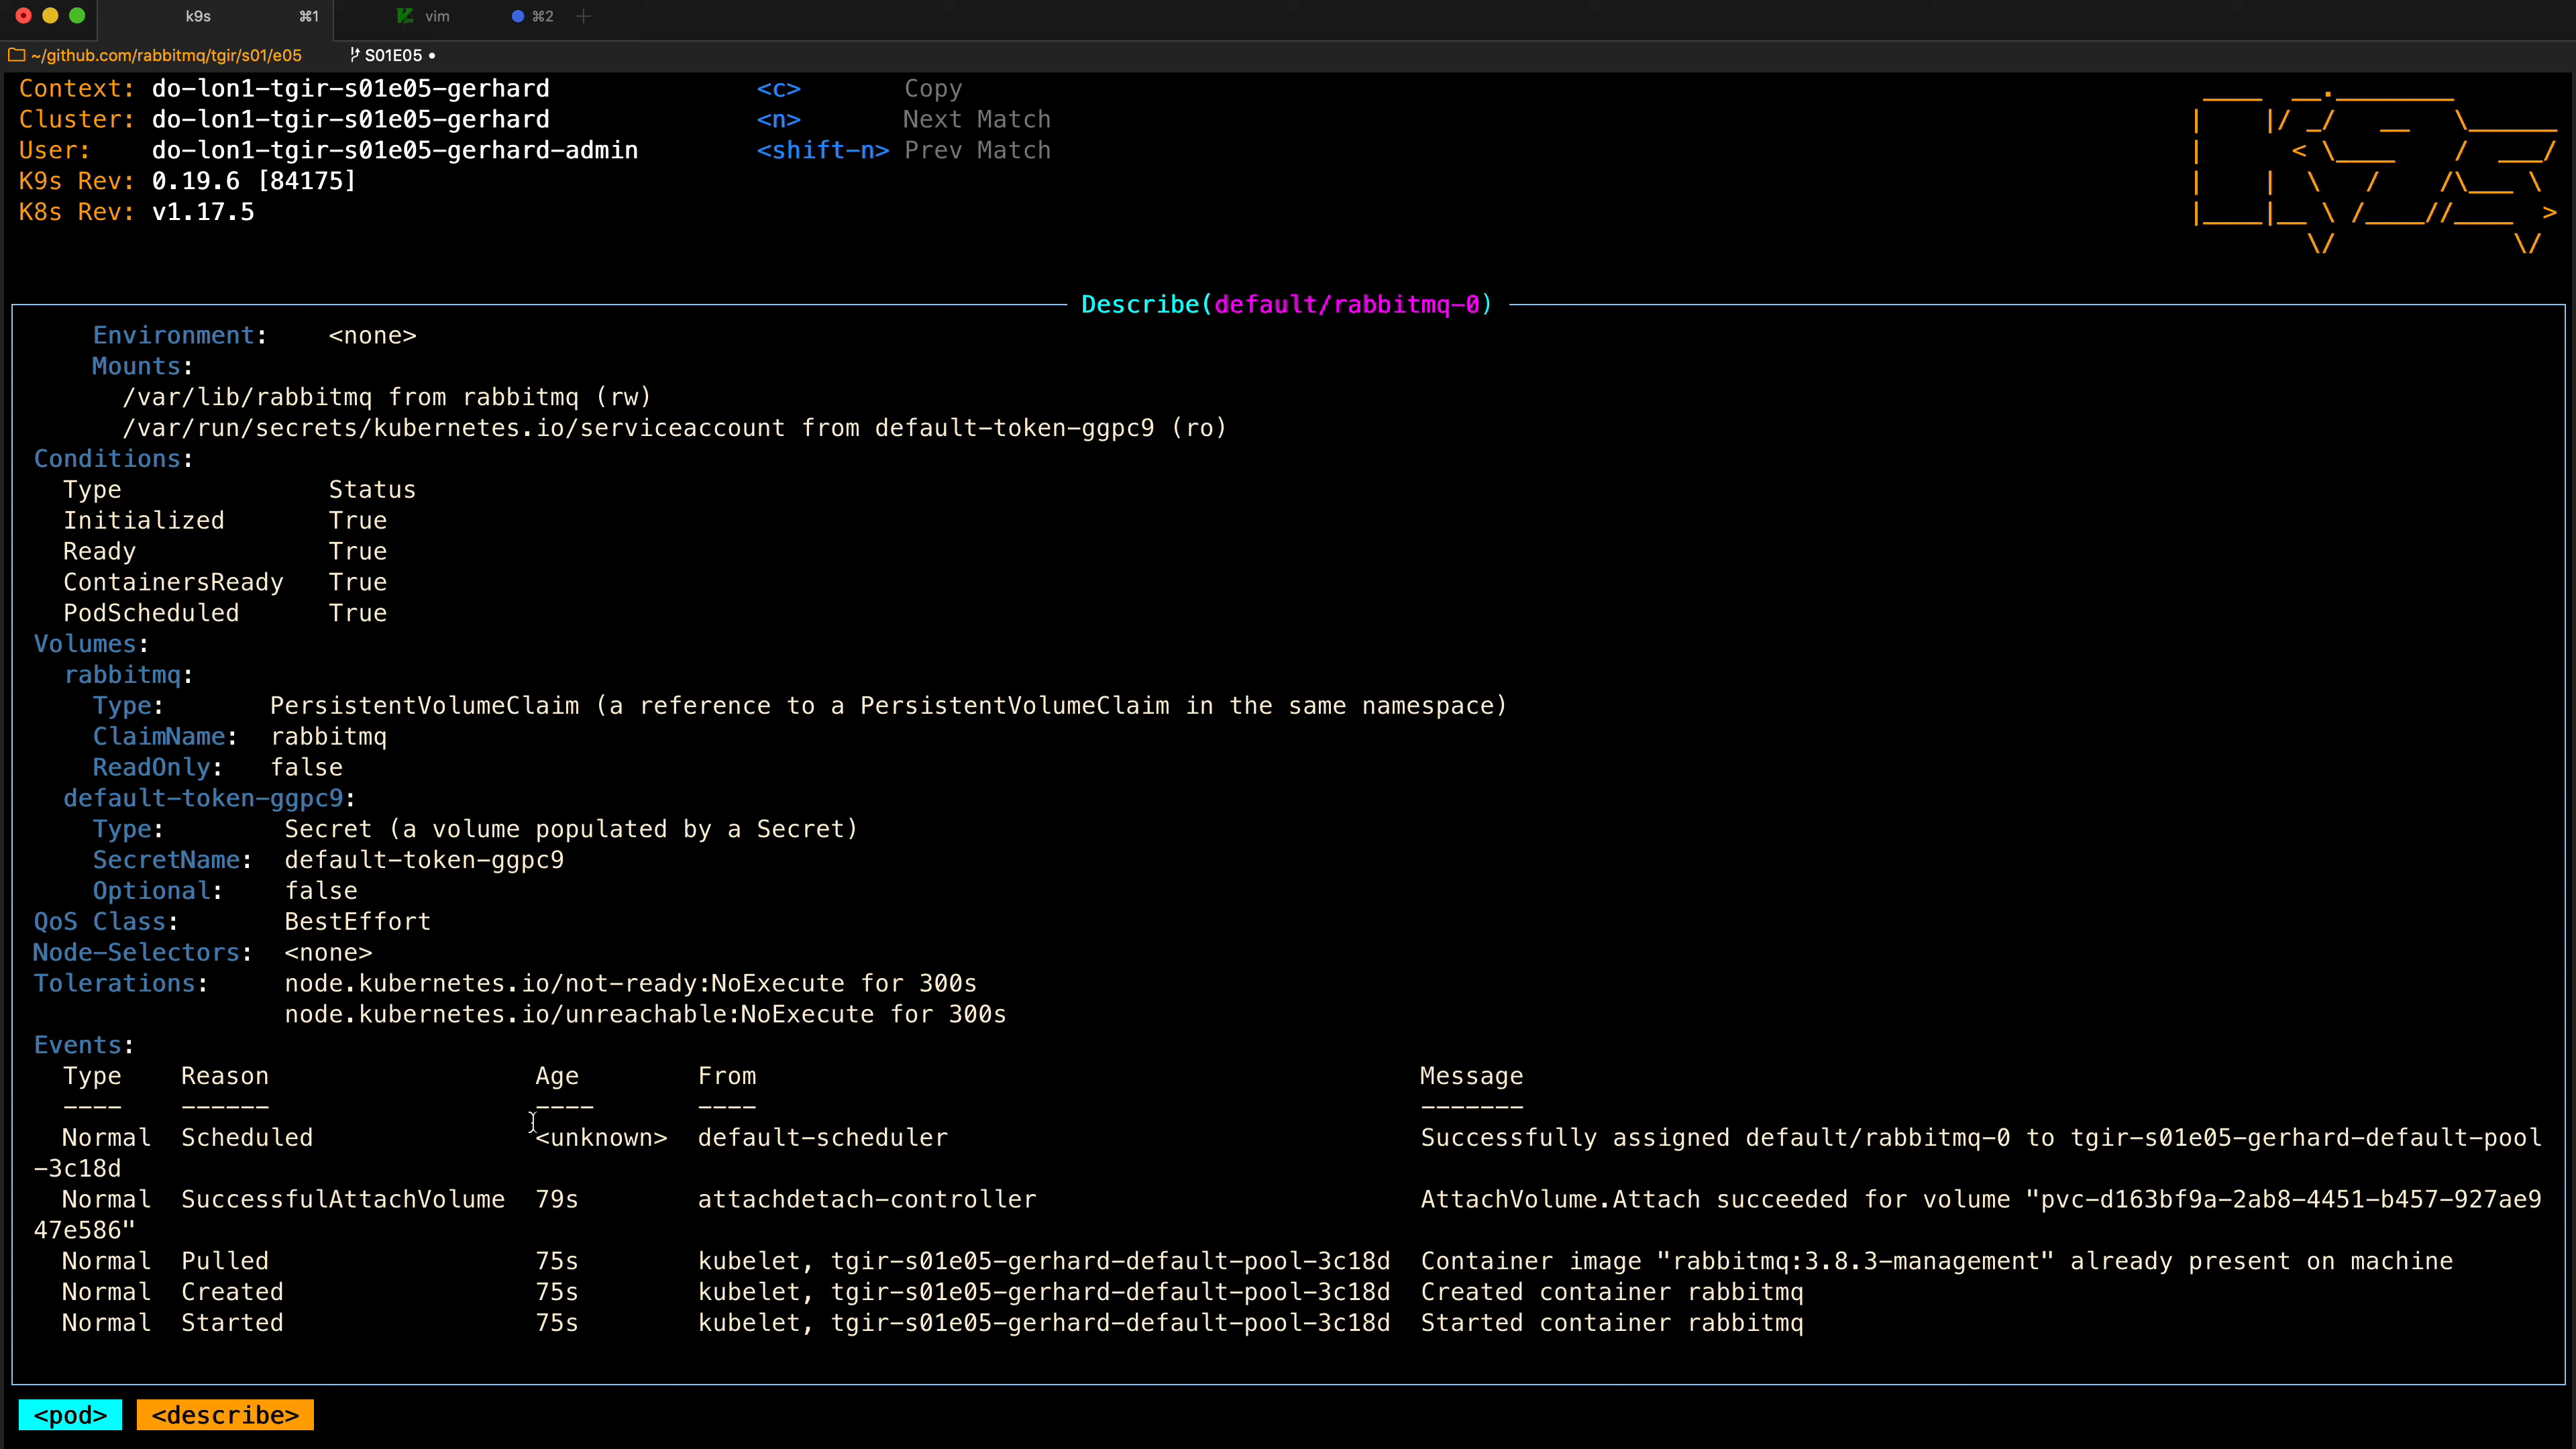 k9s ⌘1 vim ⌘2 +
~/github.com/rabbitmq/tgir/s01/e05 S01E05 •
Context: do-lon1-tgir-s01e05-gerhard <c> Copy
Cluster: do-lon1-tgir-s01e05-gerhard <n> Next Match
User: do-lon1-tgir-s01e05-gerhard-admin <shift-n> Prev Match
K9s Rev: 0.19.6 [84175]
K8s Rev: v1.17.5
Describe(default/rabbitmq-0)
Environment: <none>
Mounts:
/var/lib/rabbitmq from rabbitmq (rw)
/var/run/secrets/kubernetes.io/serviceaccount from default-token-ggpc9 (ro)
Conditions:
Type Status
Initialized True
Ready True
ContainersReady True
PodScheduled True
Volumes:
rabbitmq:
Type: PersistentVolumeClaim (a reference to a PersistentVolumeClaim in the same namespace)
ClaimName: rabbitmq
ReadOnly: false
default-token-ggpc9:
Type: Secret (a volume populated by a Secret)
SecretName: default-token-ggpc9
Optional: false
QoS Class: BestEffort
Node-Selectors: <none>
Tolerations: node.kubernetes.io/not-ready:NoExecute for 300s
node.kubernetes.io/unreachable:NoExecute for 300s
Events:
Type Reason Age From Message
---- ------ ---- ---- -------
Normal Scheduled <unknown> default-scheduler Successfully assigned default/rabbitmq-0 to tgir-s01e05-gerhard-default-pool
-3c18d
Normal SuccessfulAttachVolume 79s attachdetach-controller AttachVolume.Attach succeeded for volume "pvc-d163bf9a-2ab8-4451-b457-927ae9
47e586"
Normal Pulled 75s kubelet, tgir-s01e05-gerhard-default-pool-3c18d Container image "rabbitmq:3.8.3-management" already present on machine
Normal Created 75s kubelet, tgir-s01e05-gerhard-default-pool-3c18d Created container rabbitmq
Normal Started 75s kubelet, tgir-s01e05-gerhard-default-pool-3c18d Started container rabbitmq
<pod> <describe>